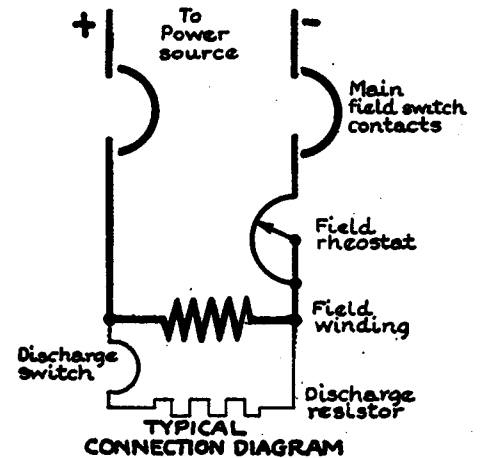 +
To
Power
source
-
Main
field switch
contacts
Field
rheostat
Field
winding
Discharge
switch
Discharge
resistor
TYPICAL
CONNECTION DIAGRAM